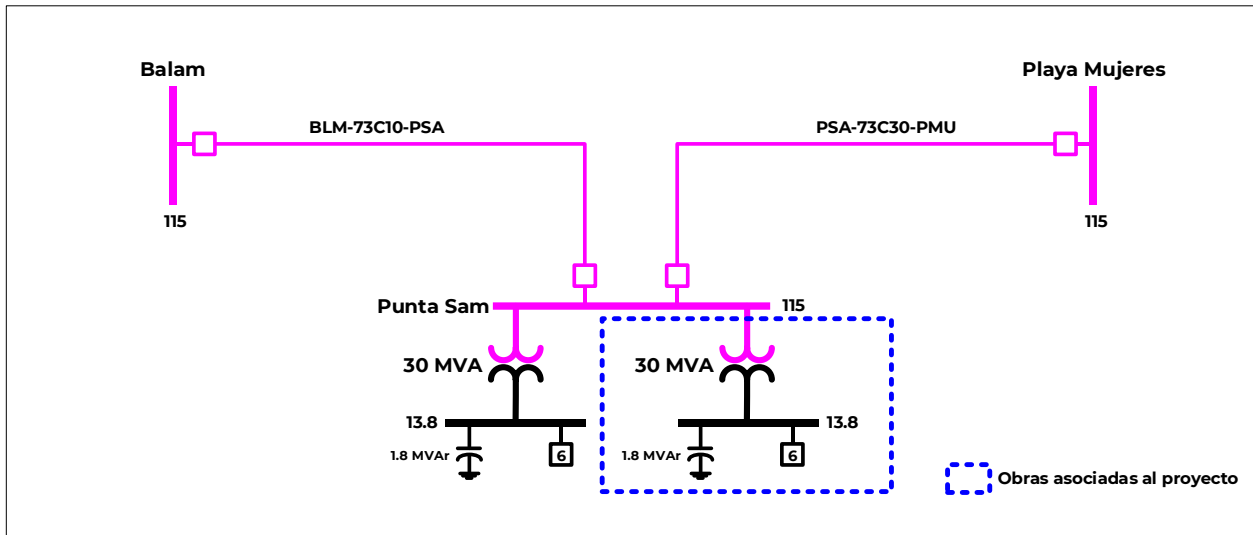 Balam
Playa Mujeres
BLM-73C10-PSA
PSA-73C30-PMU
115
115
Punta Sam
115
30 MVA
30 MVA
13.8
13.8
1.8 MVAr
6
1.8 MVAr
6
Obras asociadas al proyecto